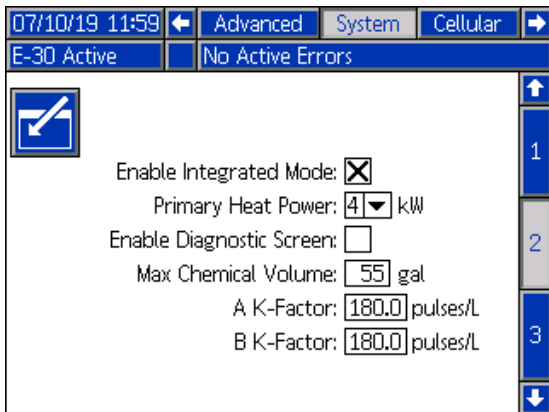 07/10/19 11:59 Advanced System Cellular
E-30 Active No Active Errors
1
Enable Integrated Mode:
Primary Heat Power: 4 kW
Enable Diagnostic Screen:
2
Max Chemical Volume: 55 gal
A K-Factor: 180.0 pulses/L
B K-Factor: 180.0 pulses/L
3